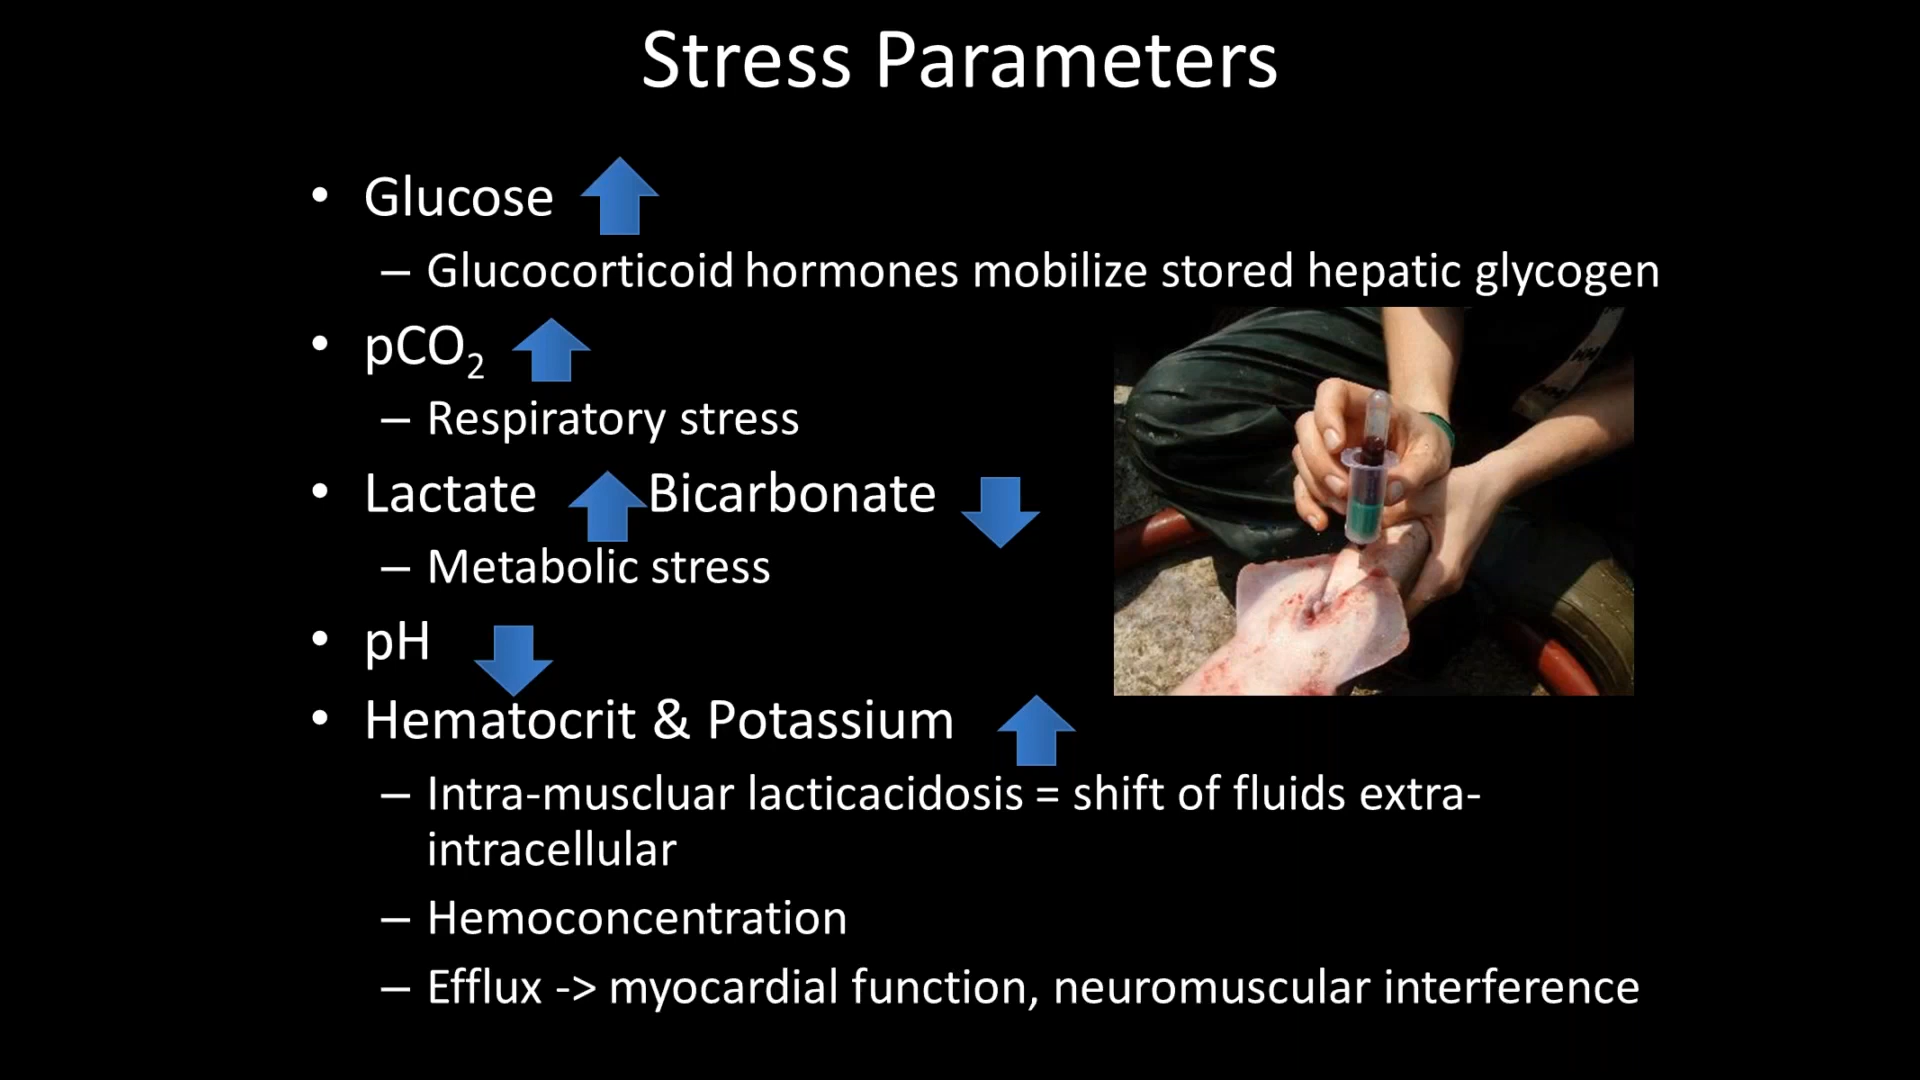 Stress Parameters
• Glucose
– Glucocorticoid hormones mobilize stored hepatic glycogen
• pCO₂
– Respiratory stress
• Lactate Bicarbonate
– Metabolic stress
• pH
• Hematocrit & Potassium
– Intra-muscluar lacticacidosis = shift of fluids extra-
intracellular
– Hemoconcentration
– Efflux -> myocardial function, neuromuscular interference